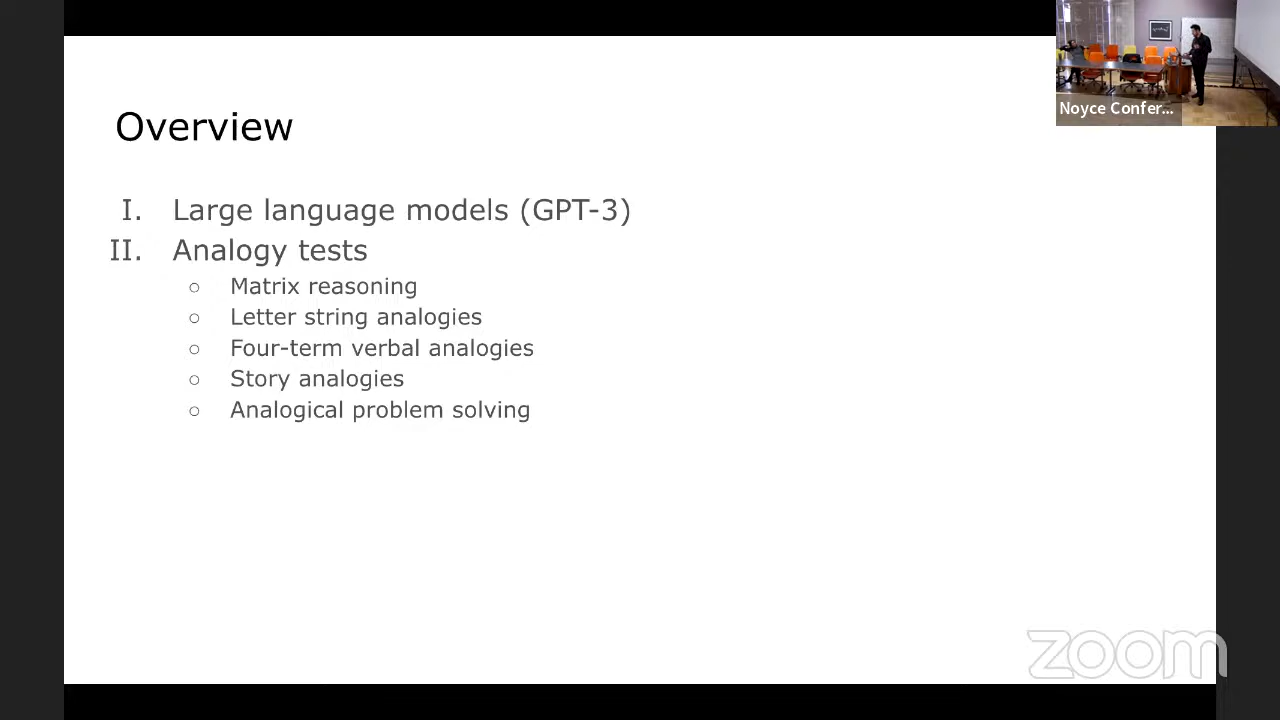 Noyce Confer...
Overview
I. Large language models (GPT-3)
II. Analogy tests
○ Matrix reasoning
○ Letter string analogies
○ Four-term verbal analogies
○ Story analogies
○ Analogical problem solving
zoom